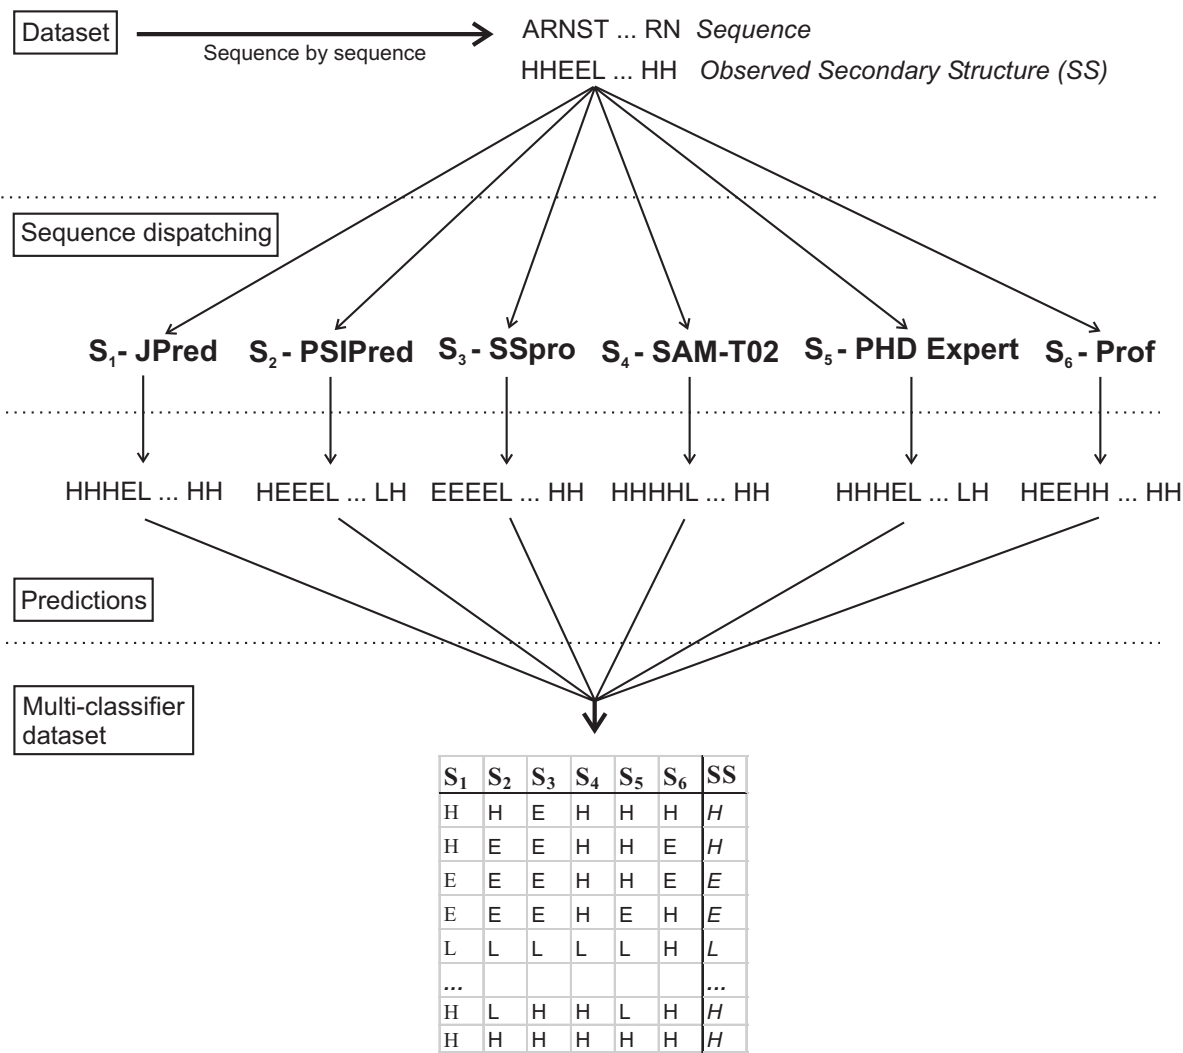 Dataset
Sequence by sequence
ARNST ... RN Sequence
HHEEL ... HH Observed Secondary Structure (SS)
Sequence dispatching
S1- JPred S2 - PSIPred S3 - SSpro S4 - SAM-T02 S5 - PHD Expert S6 - Prof
HHHEL ... HH HEEEL ... LH EEEEL ... HH HHHHL ... HH HHHEL ... LH HEEHH ... HH
Predictions
Multi-classifier
dataset
S1 S2 S3 S4 S5 S6 SS
H H E H H H H
H E E H H E H
E E E H H E E
E E E H E H E
L L L L L H L
... ...
H L H H L H H
H H H H H H H